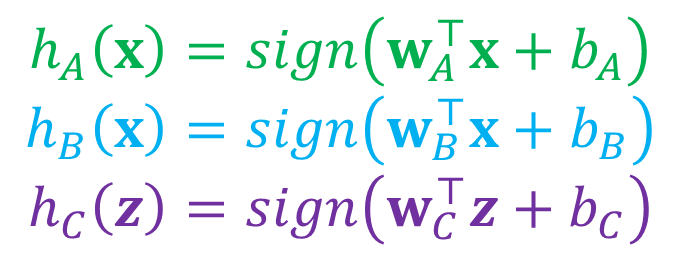 h_A(𝐱) = sign(𝐰_A^⊤𝐱 + b_A)
h_B(𝐱) = sign(𝐰_B^⊤𝐱 + b_B)
h_C(𝒛) = sign(𝐰_C^⊤𝒛 + b_C)